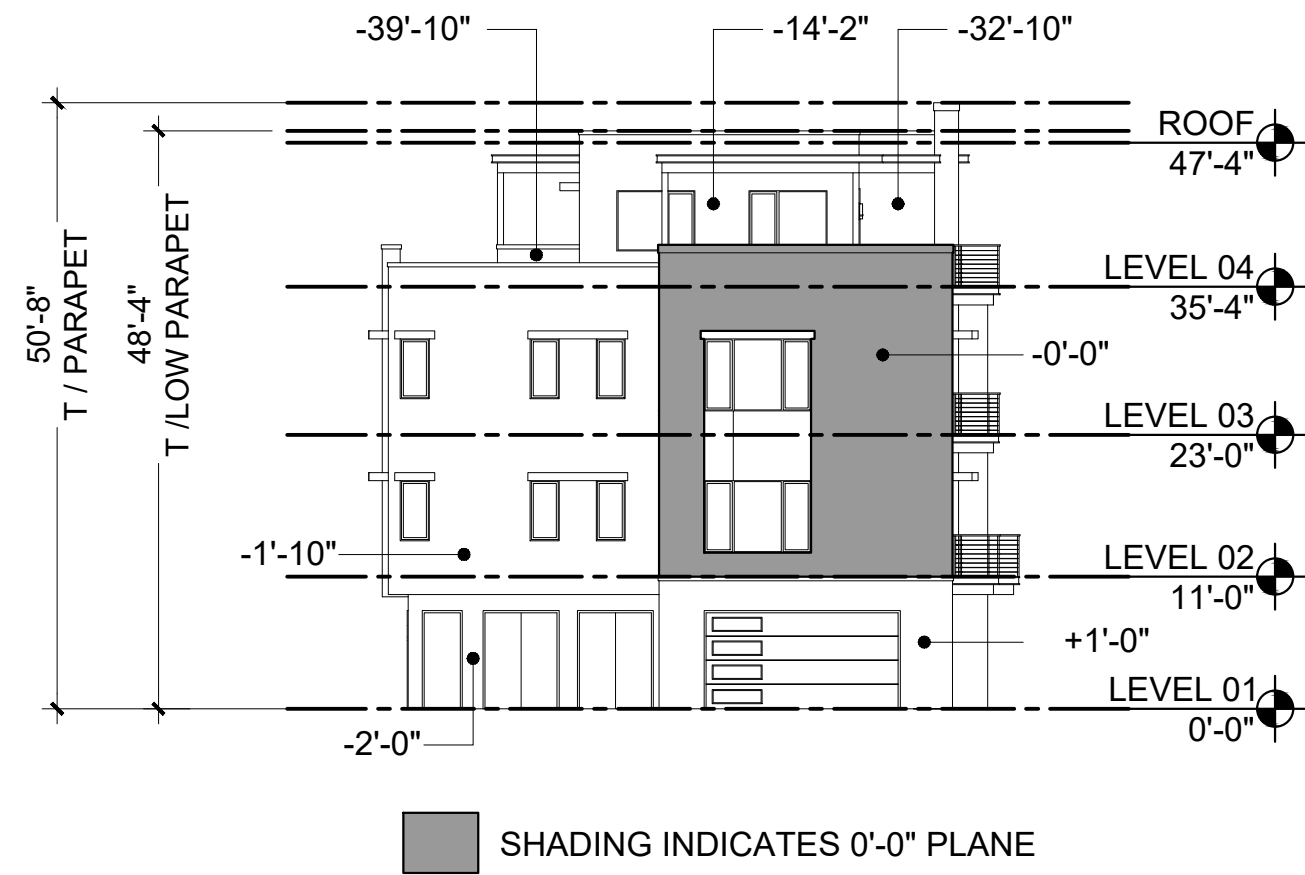 -39'-10"
-14'-2"
-32'-10"
ROOF
47'-4"
50'-8"
T / PARAPET
48'-4"
T /LOW PARAPET
LEVEL 04
35'-4"
-0'-0"
LEVEL 03
23'-0"
-1'-10"
LEVEL 02
11'-0"
+1'-0"
LEVEL 01
0'-0"
-2'-0"
SHADING INDICATES 0'-0" PLANE